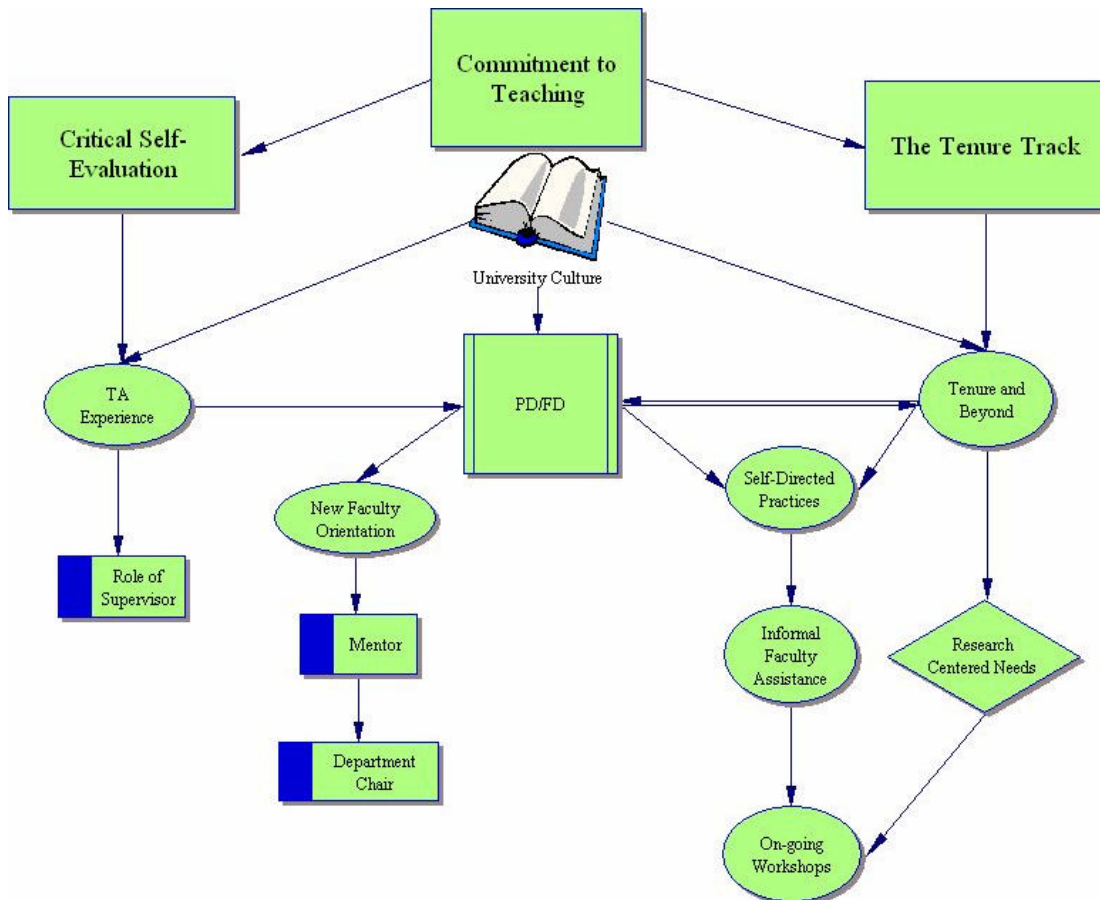 Commitment to
Teaching
Critical Self-
Evaluation
The Tenure Track
University Culture
TA
Experience
PD/FD
Tenure and
Beyond
New Faculty
Orientation
Self-Directed
Practices
Role of
Supervisor
Mentor
Informal
Faculty
Assistance
Research
Centered Needs
Department
Chair
On-going
Workshops